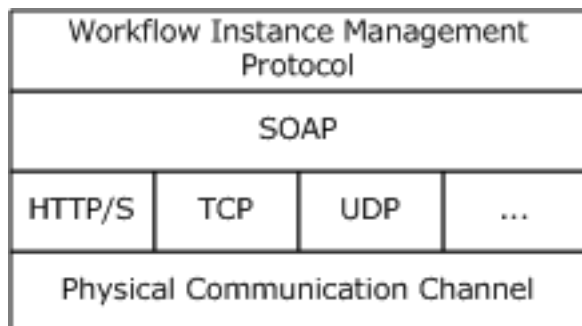 Workflow Instance Management
Protocol
SOAP
HTTP/S TCP UDP ...
Physical Communication Channel